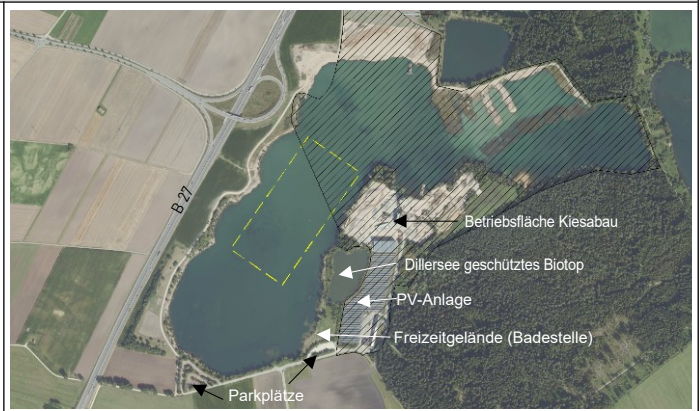 B 27
Betriebsfläche Kiesabau
Dillersee geschütztes Biotop
PV-Anlage
Freizeitgelände (Badestelle)
Parkplätze